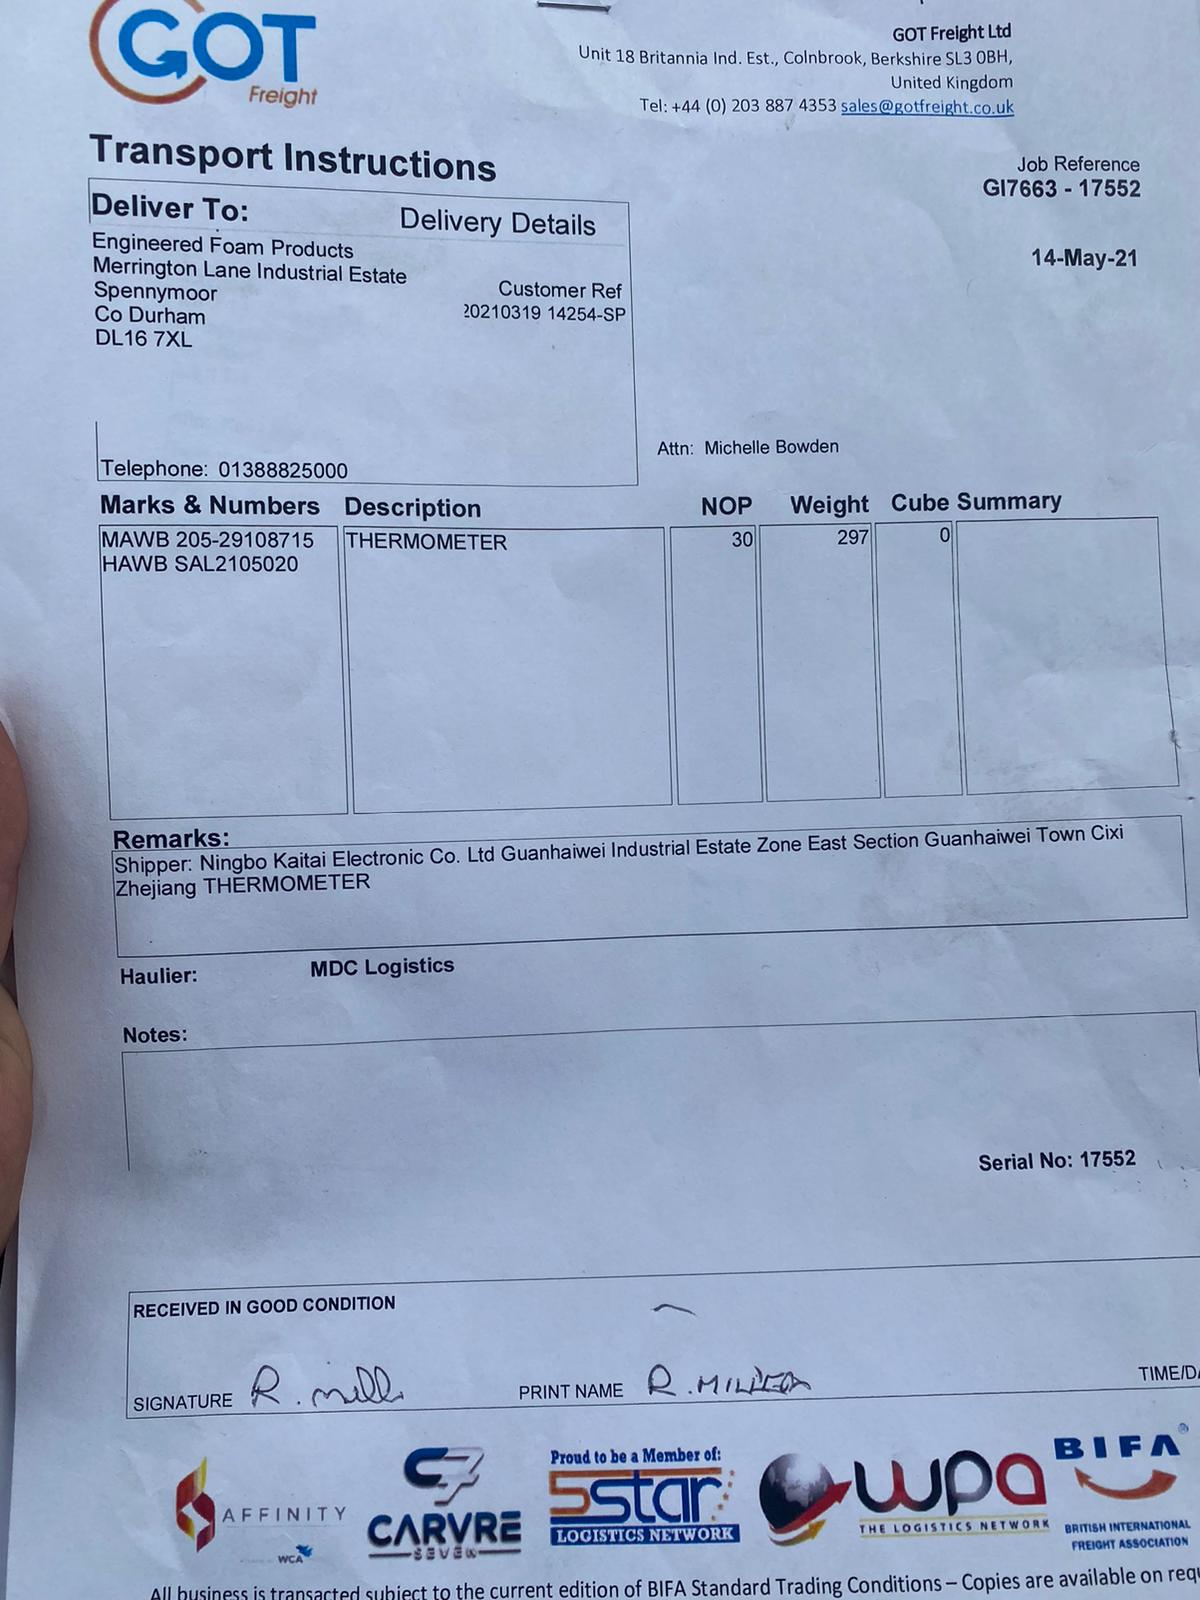 GOT
Freight
GOT Freight Ltd
Unit 18 Britannia Ind. Est., Colnbrook, Berkshire SL3 0BH,
United Kingdom
Tel: +44 (0) 203 887 4353 sales@gotfreight.co.uk
Transport Instructions
Job Reference
GI7663 - 17552
14-May-21
Deliver To:
Delivery Details
Engineered Foam Products
Merrington Lane Industrial Estate
Spennymoor
Co Durham
DL16 7XL
Customer Ref
20210319 14254-SP
Telephone: 01388825000
Attn: Michelle Bowden
Marks & Numbers Description NOP Weight Cube Summary
MAWB 205-29108715 THERMOMETER 30 297 0
HAWB SAL2105020
Remarks:
Shipper: Ningbo Kaitai Electronic Co. Ltd Guanhaiwei Industrial Estate Zone East Section Guanhaiwei Town Cixi
Zhejiang THERMOMETER
Haulier: MDC Logistics
Notes:
Serial No: 17552
RECEIVED IN GOOD CONDITION
SIGNATURE R. PRINT NAME R. TIME/DA
AFFINITY
WCA
C7
CARVRE
SEVEN
Proud to be a Member of:
5star
LOGISTICS NETWORK
wpa
THE LOGISTICS NETWORK
BIFA®
BRITISH INTERNATIONAL
FREIGHT ASSOCIATION
All business is transacted subject to the current edition of BIFA Standard Trading Conditions – Copies are available on requ